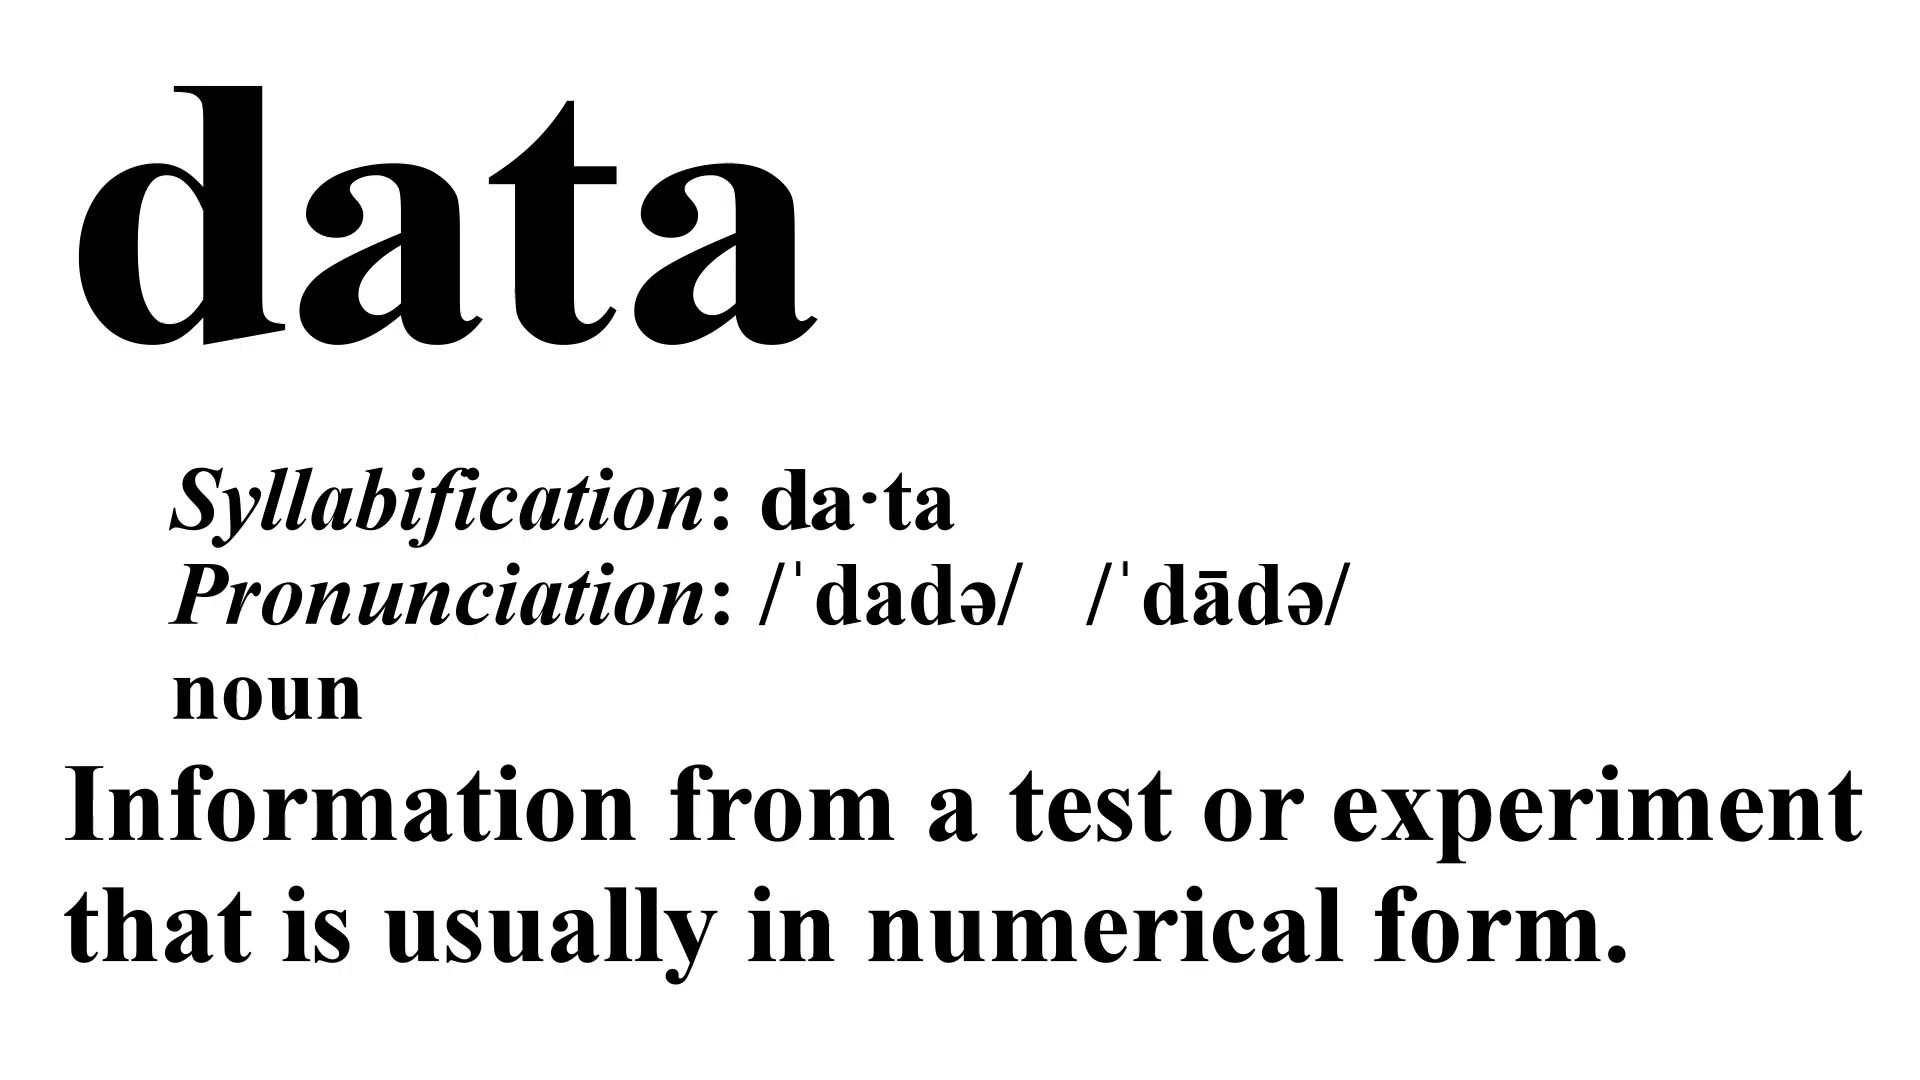 data
Syllabification: da·ta
Pronunciation: /ˈdadə/ /ˈdādə/
noun
Information from a test or experiment
that is usually in numerical form.